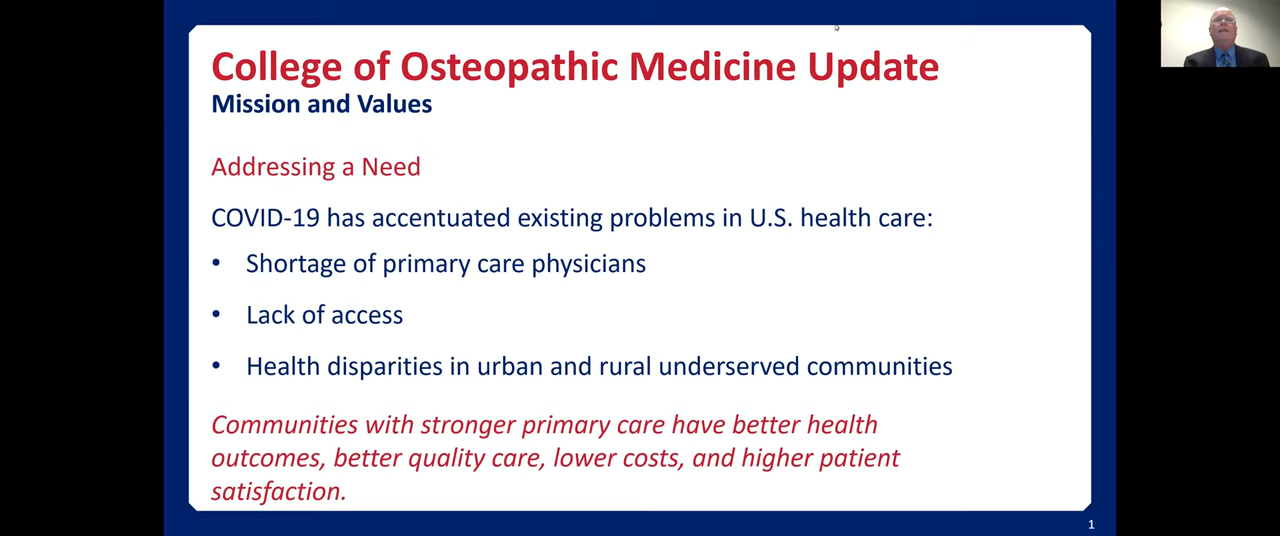 College of Osteopathic Medicine Update
Mission and Values
Addressing a Need
COVID-19 has accentuated existing problems in U.S. health care:
• Shortage of primary care physicians
• Lack of access
• Health disparities in urban and rural underserved communities
Communities with stronger primary care have better health
outcomes, better quality care, lower costs, and higher patient
satisfaction.
1